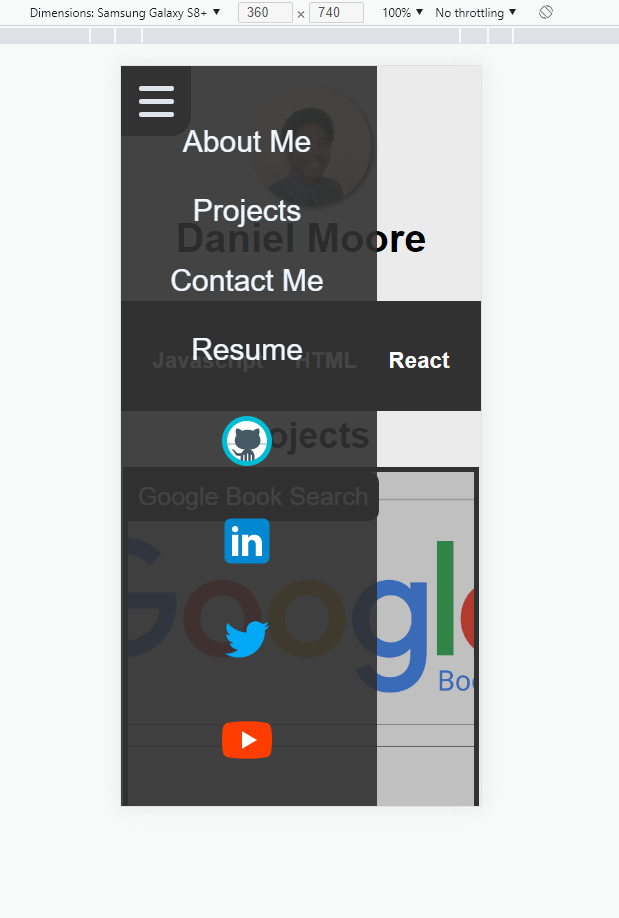 Dimensions: Samsung Galaxy S8+ 360 × 740 100% No throttling
About Me
Projects
Daniel Moore
Contact Me
Resume
Javascript HTML React
Projects
Google Book Search
in
Google
Boo